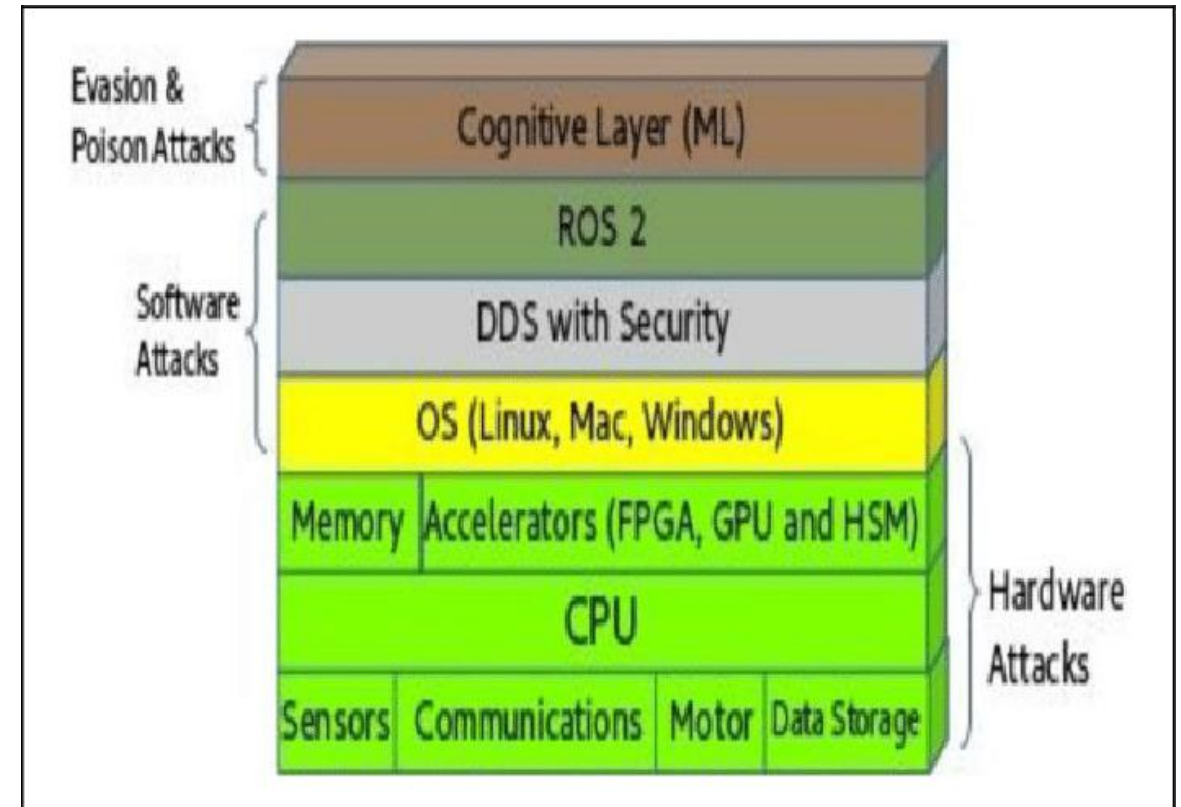 Evasion &
Poison Attacks
Cognitive Layer (ML)
ROS 2
Software
Attacks
DDS with Security
OS (Linux, Mac, Windows)
Memory
Accelerators (FPGA, GPU and HSM)
CPU
Hardware
Attacks
Sensors
Communications
Motor
Data Storage